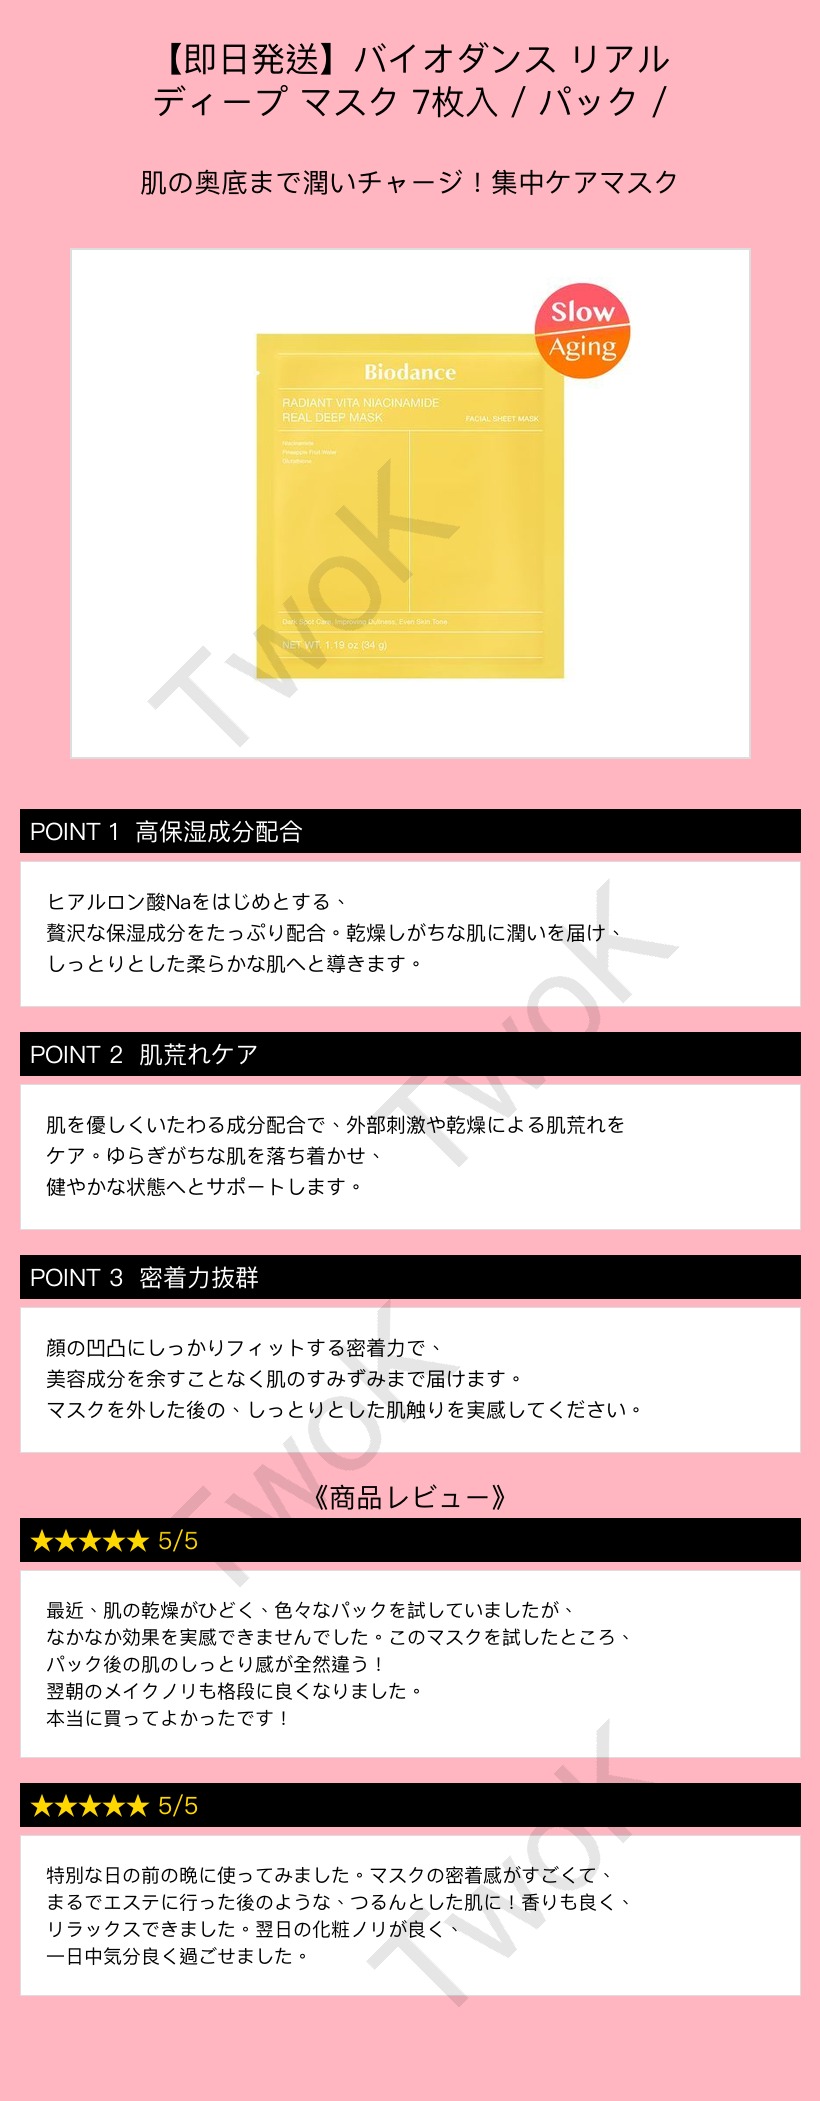 【即日発送】バイオダンス リアル
ディープ マスク 7枚入 / パック /
肌の奥底まで潤いチャージ！集中ケアマスク
Slow
Aging
Biodance
RADIANT VITA NIACINAMIDE
REAL DEEP MASK
FACIAL SHEET MASK
Niacinamide
Pineapple Fruit Water
Glutathione
Dark Spot Care, Improving Dullness, Even Skin Tone
NET WT. 1.19 oz (34 g)
TwoK
POINT 1 高保湿成分配合
ヒアルロン酸Naをはじめとする、
贅沢な保湿成分をたっぷり配合。乾燥しがちな肌に潤いを届け、
しっとりとした柔らかな肌へと導きます。
TwoK
POINT 2 肌荒れケア
肌を優しくいたわる成分配合で、外部刺激や乾燥による肌荒れを
ケア。ゆらぎがちな肌を落ち着かせ、
健やかな状態へとサポートします。
POINT 3 密着力抜群
顔の凹凸にしっかりフィットする密着力で、
美容成分を余すことなく肌のすみずみまで届けます。
マスクを外した後の、しっとりとした肌触りを実感してください。
TwoK
《商品レビュー》
★★★★★ 5/5
最近、肌の乾燥がひどく、色々なパックを試していましたが、
なかなか効果を実感できませんでした。このマスクを試したところ、
パック後の肌のしっとり感が全然違う！
翌朝のメイクノリも格段に良くなりました。
本当に買ってよかったです！
★★★★★ 5/5
特別な日の前の晩に使ってみました。マスクの密着感がすごくて、
まるでエステに行った後のような、つるんとした肌に！香りも良く、
リラックスできました。翌日の化粧ノリが良く、
一日中気分良く過ごせました。
TwoK